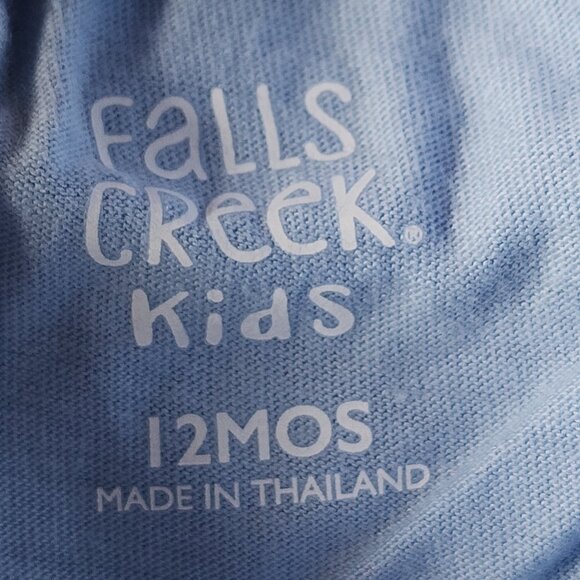 Falls
Creek®
Kids
12MOS
MADE IN THAILAND